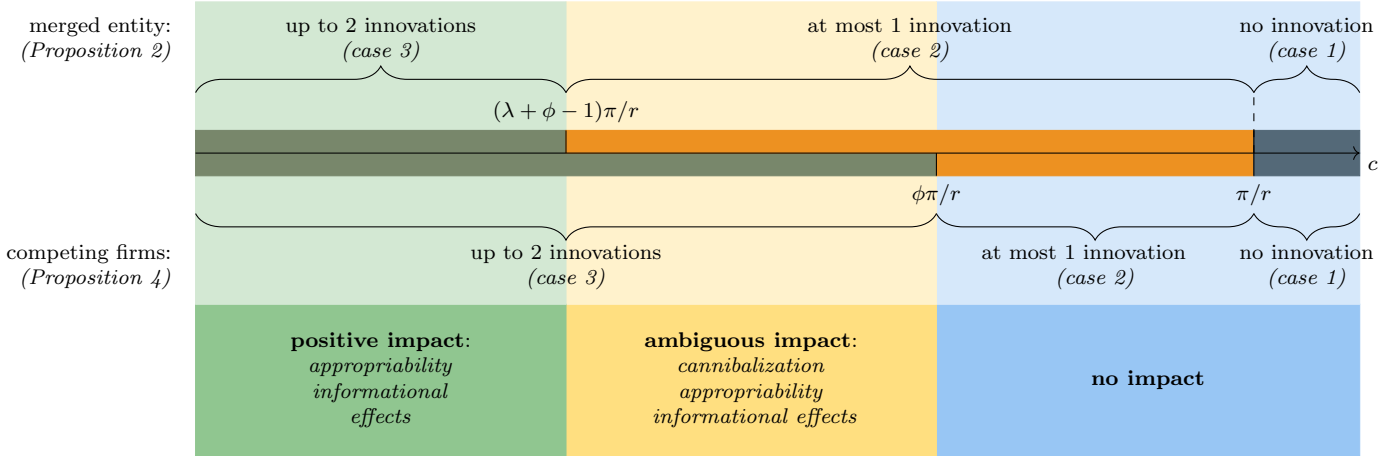 merged entity:
(Proposition 2)
up to 2 innovations
(case 3)
at most 1 innovation
(case 2)
no innovation
(case 1)
(λ + ϕ − 1)π/r
c
ϕπ/r
π/r
competing firms:
(Proposition 4)
up to 2 innovations
(case 3)
at most 1 innovation
(case 2)
no innovation
(case 1)
positive impact:
appropriability
informational
effects
ambiguous impact:
cannibalization
appropriability
informational effects
no impact